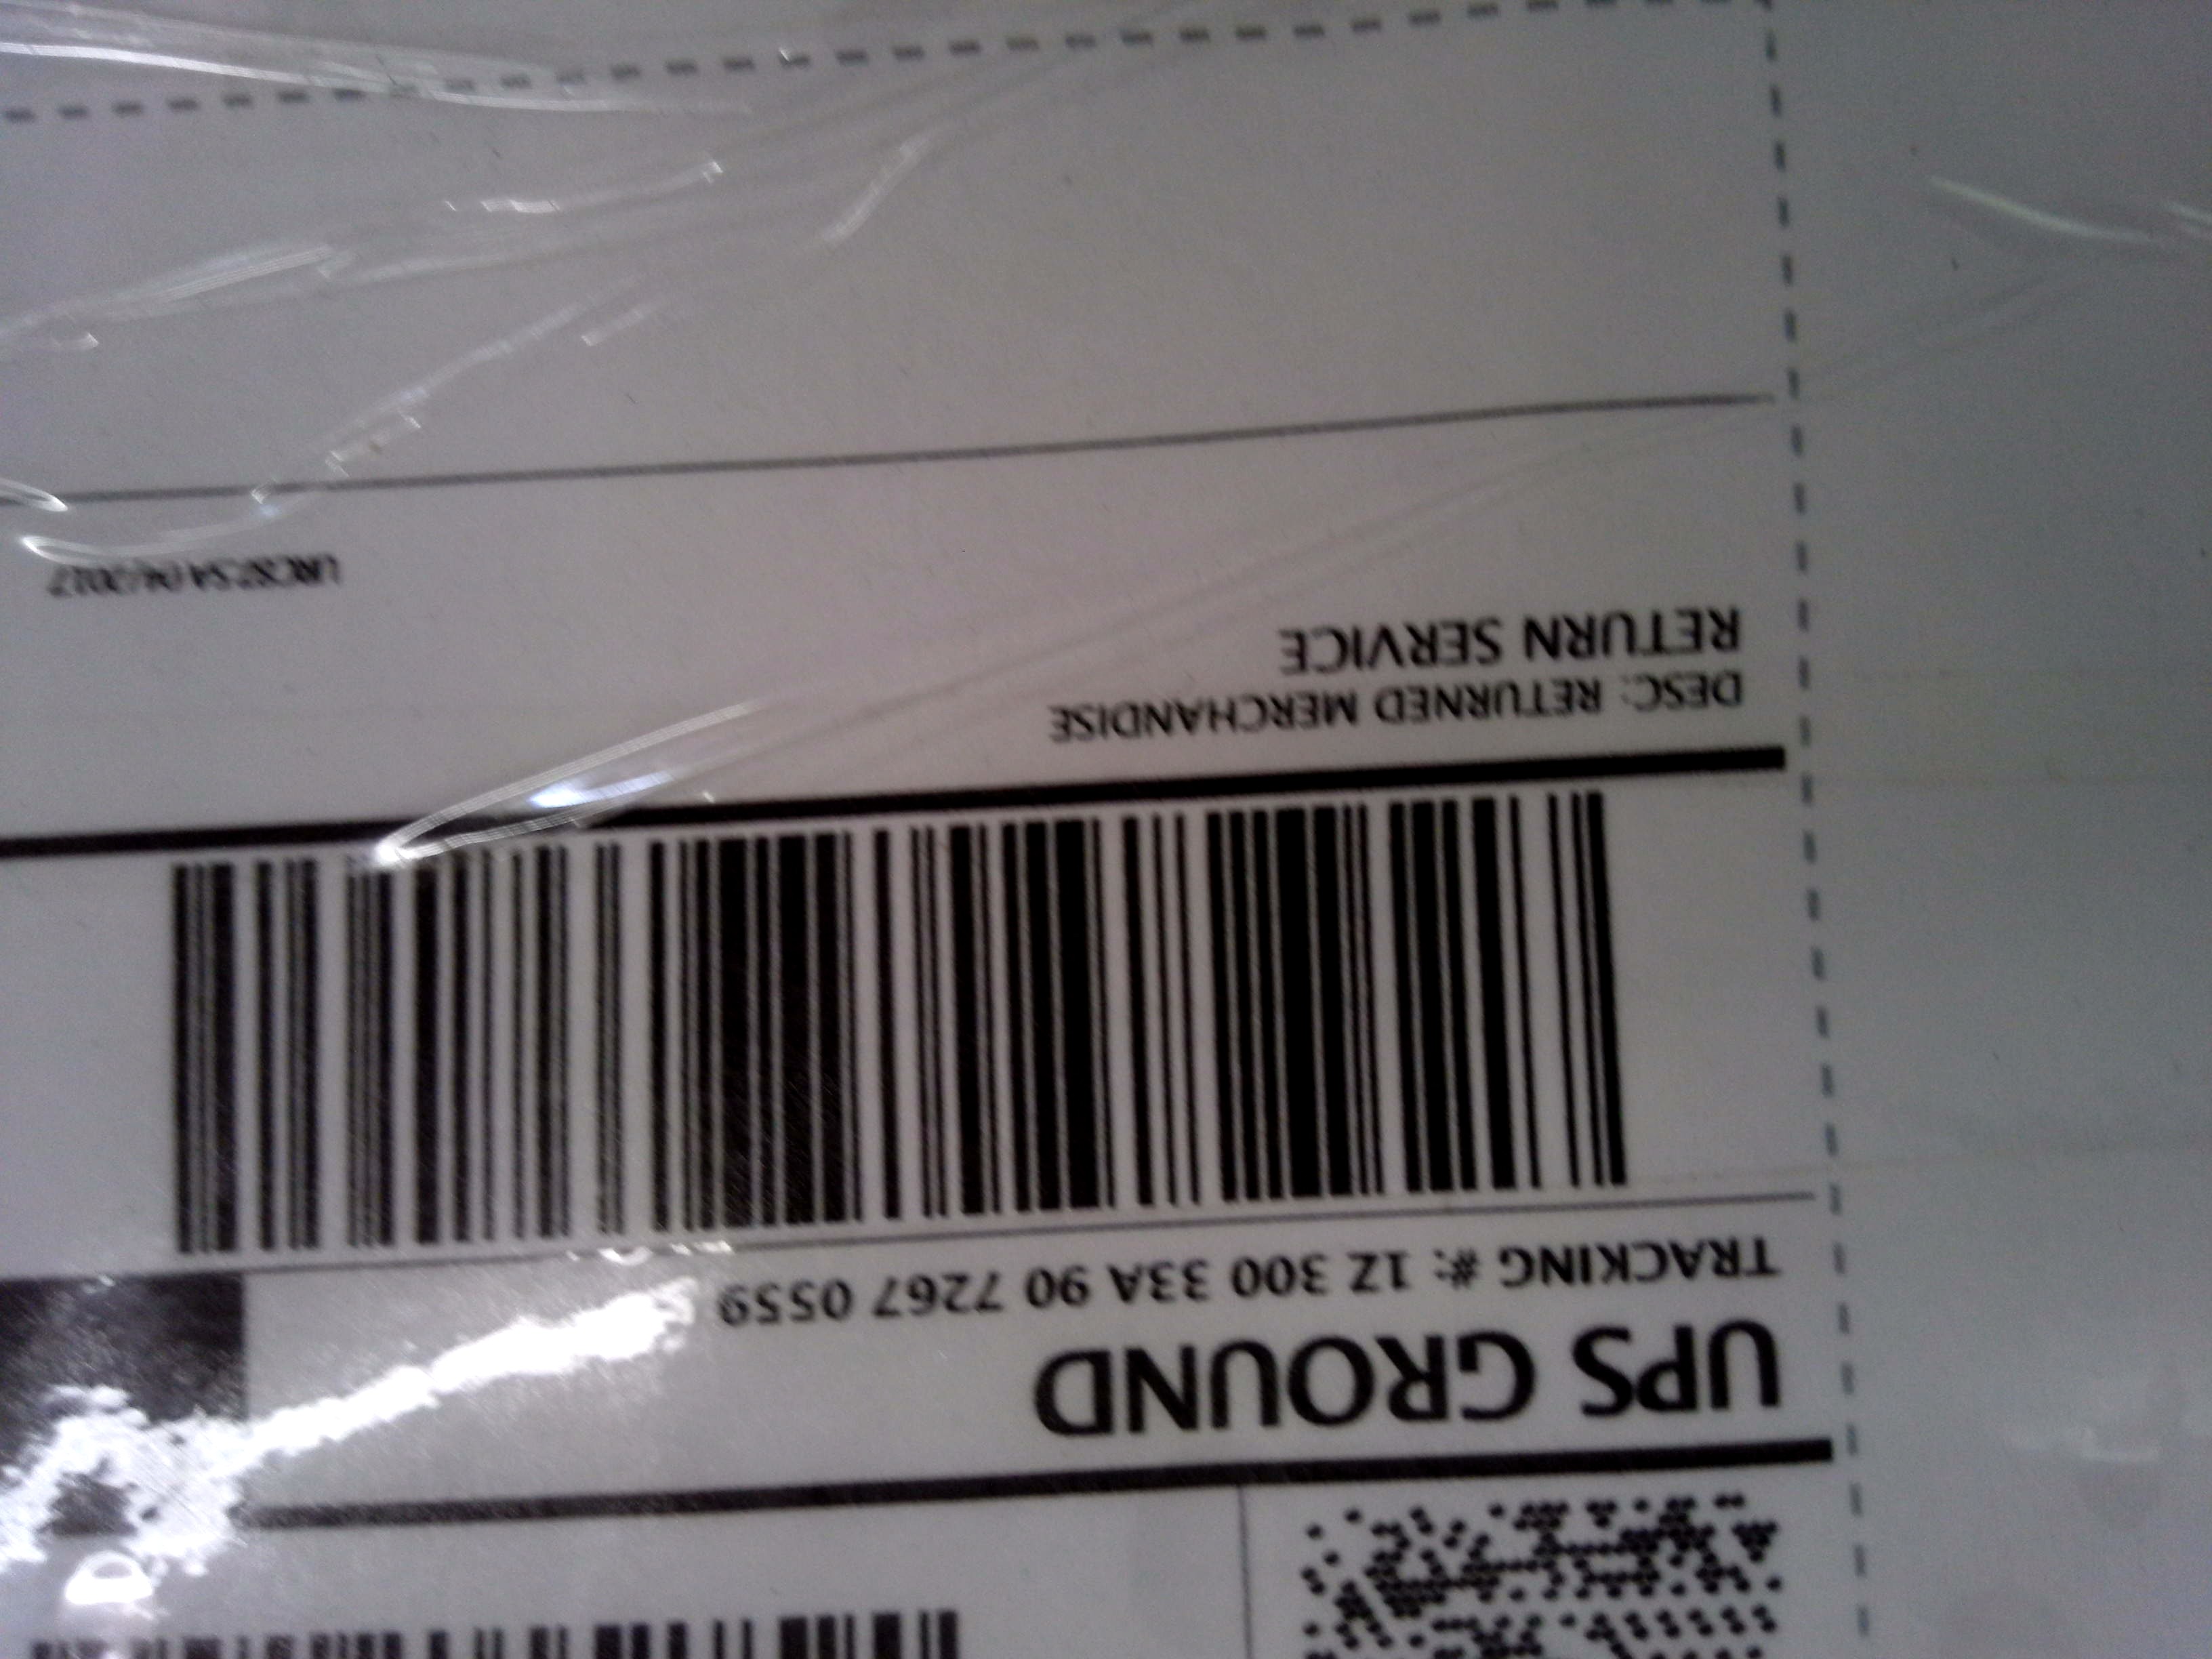 UPS GROUND
TRACKING #: 1Z 300 33A 90 7267 0559
DESC: RETURNED MERCHANDISE
RETURN SERVICE